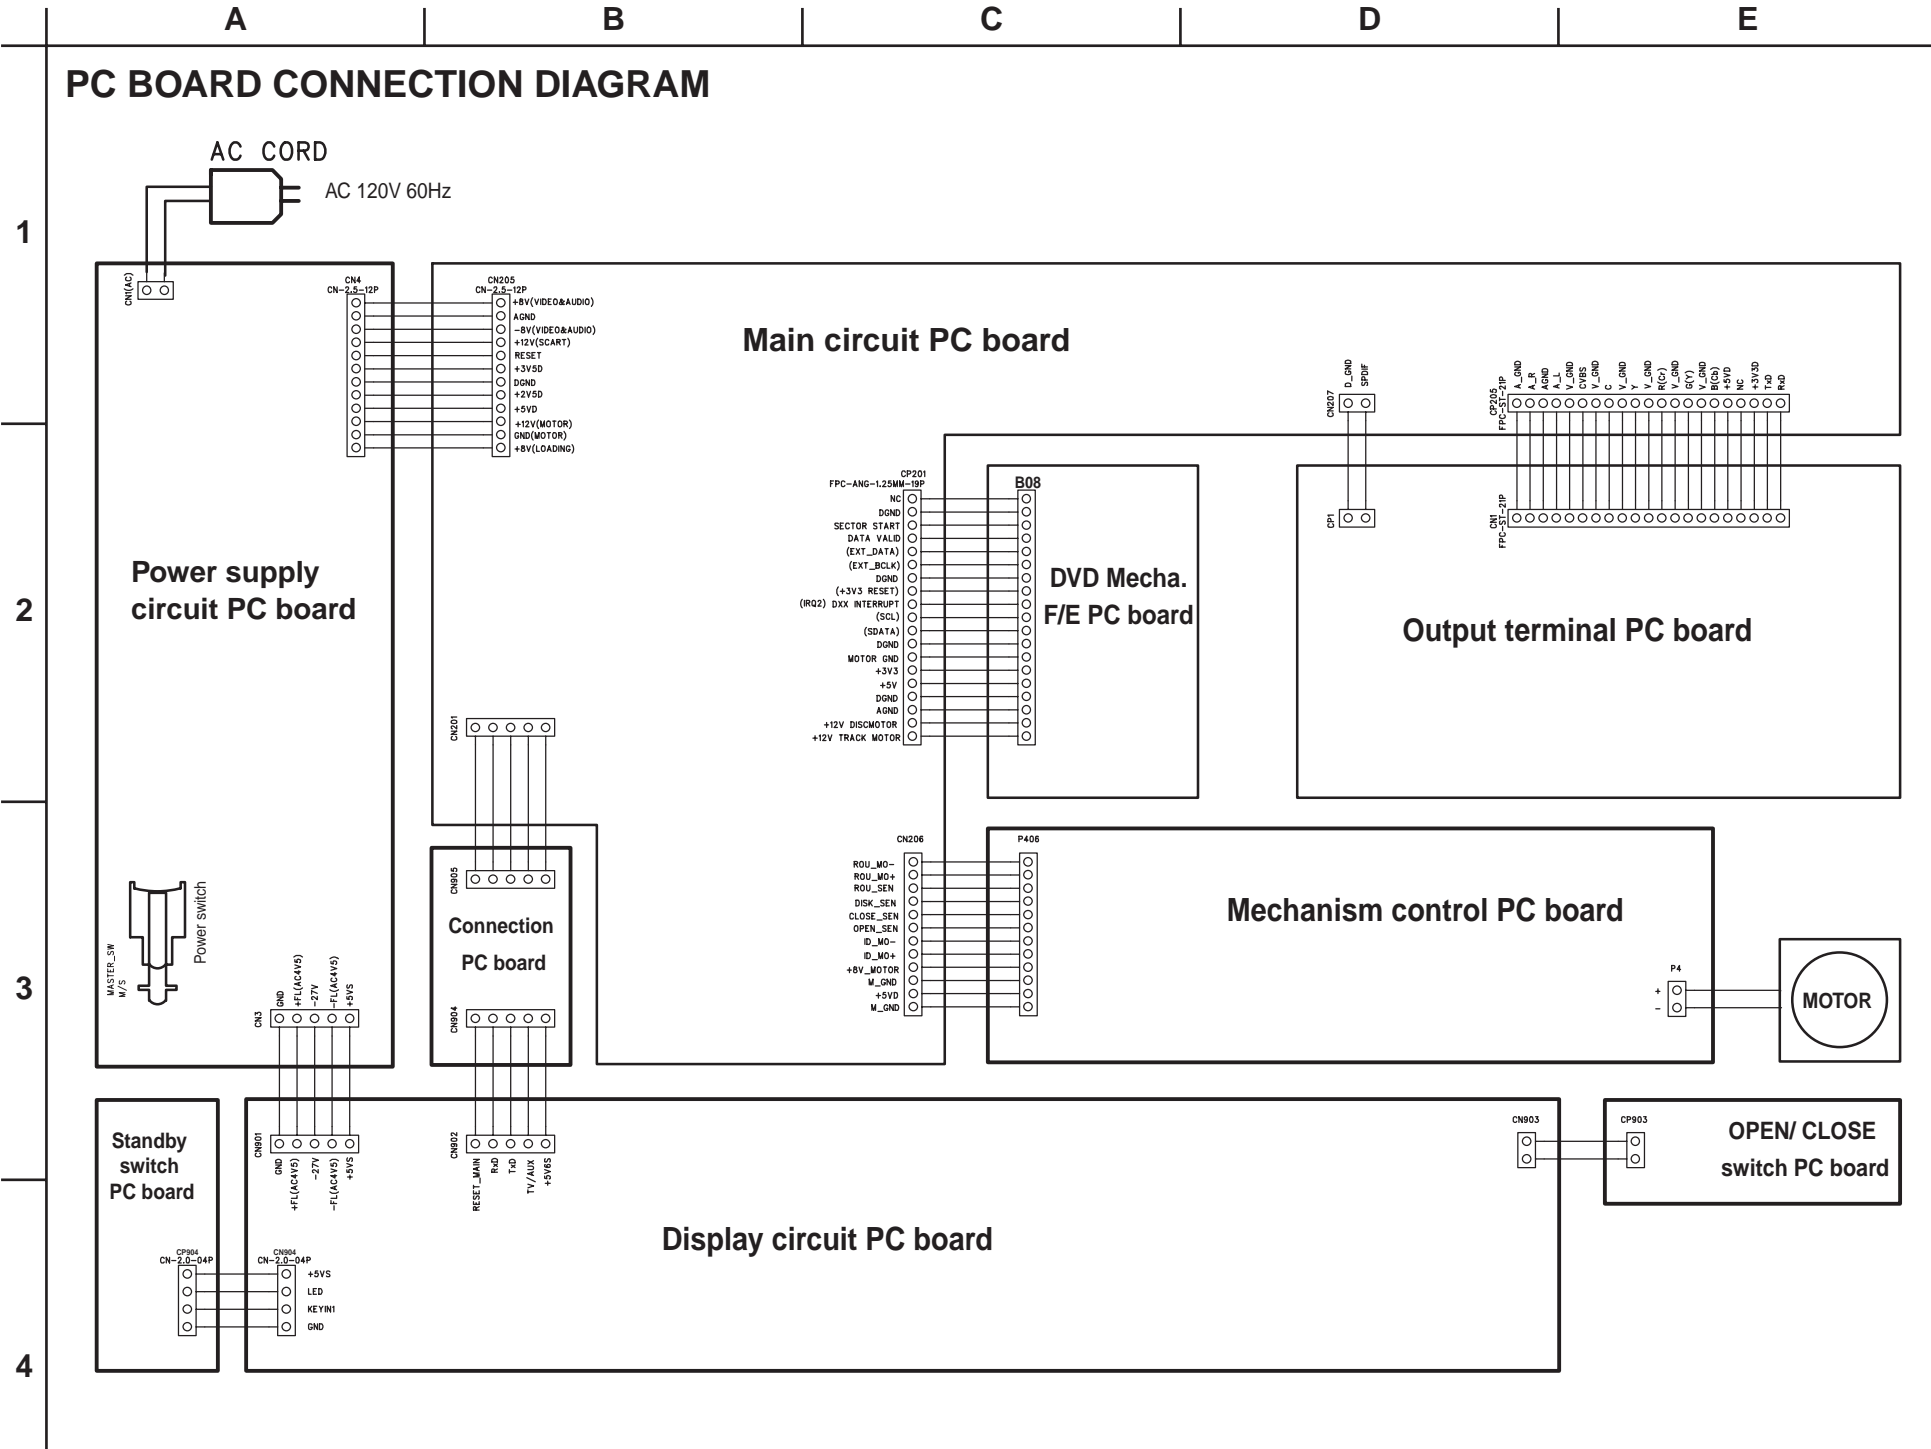 A
B
C
D
E
1
2
3
4
PC BOARD CONNECTION DIAGRAM
AC CORD
AC 120V 60Hz
CN1(AC)
CN4
CN-2.5-12P
CN205
CN-2.5-12P
+8V(VIDEO&AUDIO)
AGND
-8V(VIDEO&AUDIO)
+12V(SCART)
RESET
+3V5D
DGND
+2V5D
+5VD
+12V(MOTOR)
GND(MOTOR)
+8V(LOADING)
Main circuit PC board
CN207
D_GND
SPDIF
CP205
FPC-ST-21P
A_GND
A_R
AGND
A_L
V_GND
CVBS
V_GND
C
V_GND
Y
V_GND
R(Cr)
V_GND
G(Y)
V_GND
B(Cb)
+5VD
NC
+3V3D
TxD
RxD
CP1
CN1
FPC-ST-21P
Output terminal PC board
Power supply
circuit PC board
CP201
FPC-ANG-1.25MM-19P
NC
DGND
SECTOR START
DATA VALID
(EXT_DATA)
(EXT_BCLK)
DGND
(+3V3 RESET)
(IRQ2) DXX INTERRUPT
(SCL)
(SDATA)
DGND
MOTOR GND
+3V3
+5V
DGND
AGND
+12V DISCMOTOR
+12V TRACK MOTOR
B08
DVD Mecha.
F/E PC board
CN201
CN905
Connection
PC board
CN904
CN206
ROU_MO-
ROU_MO+
ROU_SEN
DISK_SEN
CLOSE_SEN
OPEN_SEN
ID_MO-
ID_MO+
+8V_MOTOR
M_GND
+5VD
M_GND
P406
Mechanism control PC board
P4
+
-
MOTOR
MASTER_SW
M/S
Power switch
CN3
GND
+FL(AC4V5)
-27V
-FL(AC4V5)
+5VS
CN901
GND
+FL(AC4V5)
-27V
-FL(AC4V5)
+5VS
CN902
RESET_MAIN
RxD
TxD
TV/AUX
+5V6S
Standby
switch
PC board
CP904
CN-2.0-04P
CN904
CN-2.0-04P
+5VS
LED
KEYIN1
GND
Display circuit PC board
CN903
CP903
OPEN/ CLOSE
switch PC board